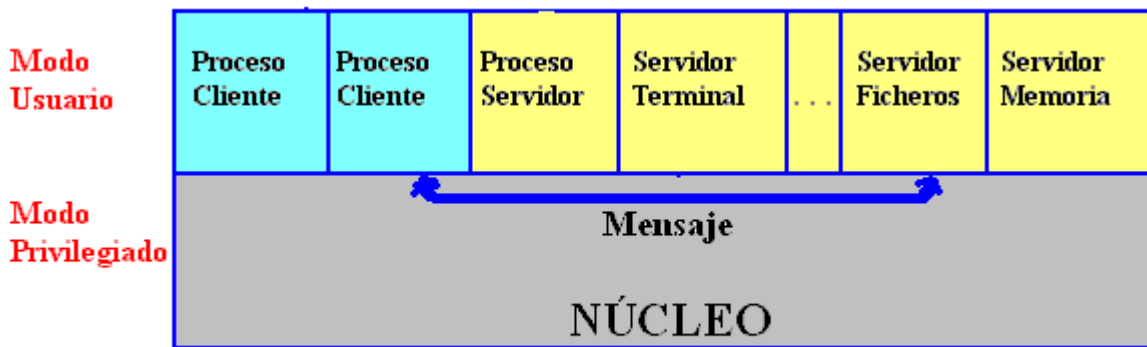 Modo
Usuario
Proceso
Cliente
Proceso
Cliente
Proceso
Servidor
Servidor
Terminal
...
Servidor
Ficheros
Servidor
Memoria
Modo
Privilegiado
Mensaje
NÚCLEO